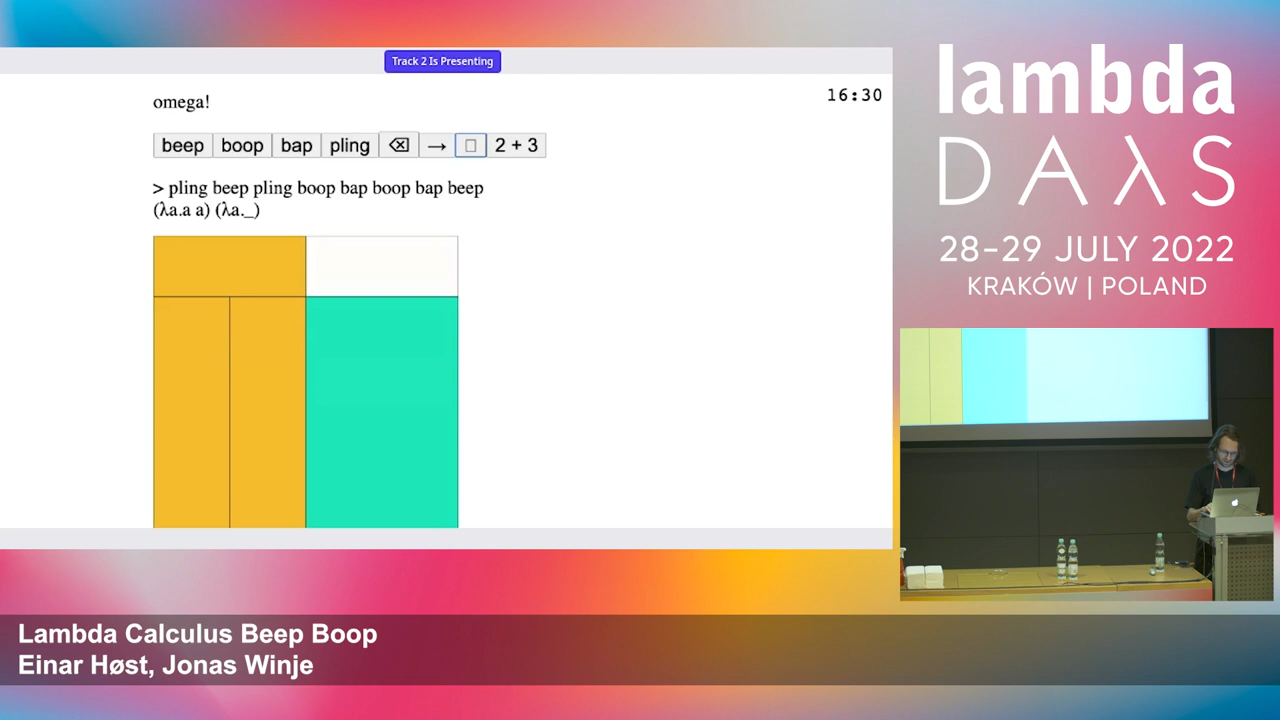 Track 2 Is Presenting
omega!
16:30
beep boop bap pling ⌫ → 2 + 3
> pling beep pling boop bap boop bap beep
(λa.a a) (λa._)
lambda
DAλS
28–29 JULY 2022
KRAKÓW | POLAND
Lambda Calculus Beep Boop
Einar Høst, Jonas Winje